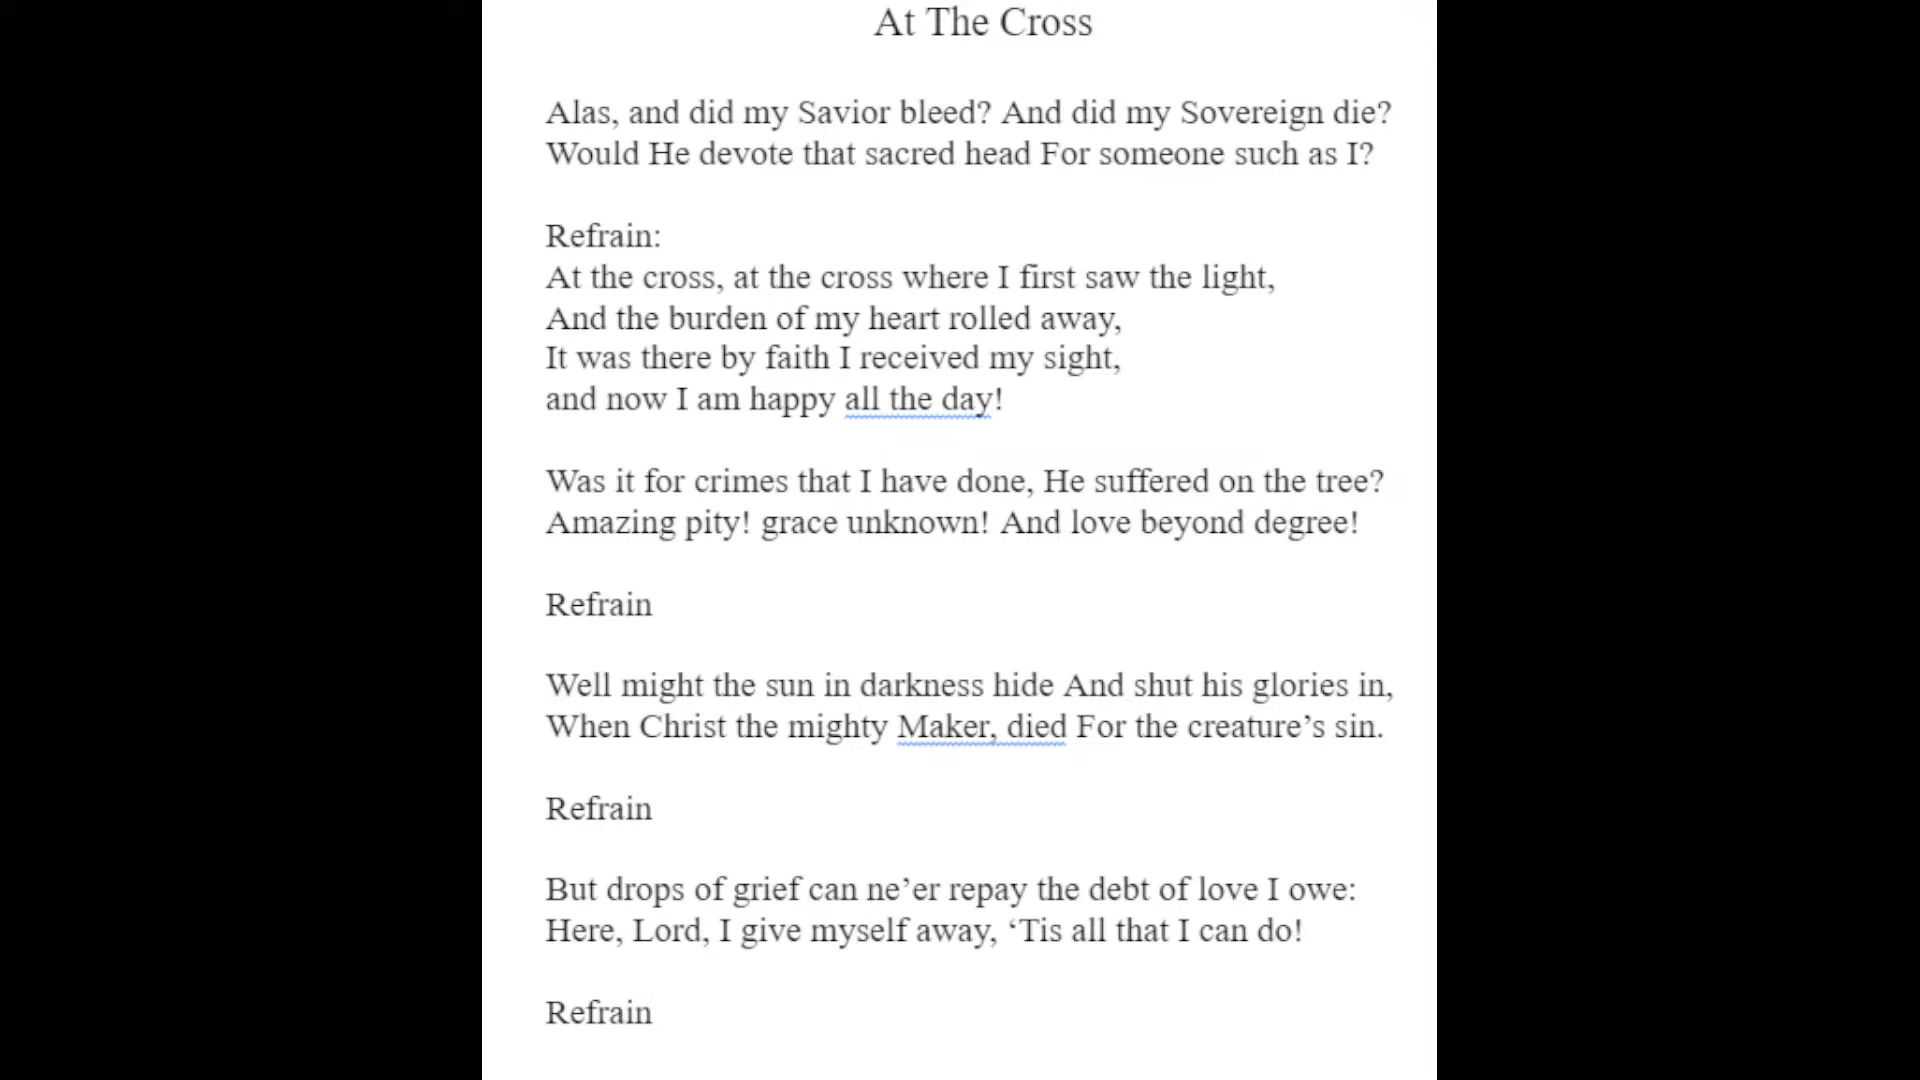 At The Cross
Alas, and did my Savior bleed? And did my Sovereign die?
Would He devote that sacred head For someone such as I?
Refrain:
At the cross, at the cross where I first saw the light,
And the burden of my heart rolled away,
It was there by faith I received my sight,
and now I am happy all the day!
Was it for crimes that I have done, He suffered on the tree?
Amazing pity! grace unknown! And love beyond degree!
Refrain
Well might the sun in darkness hide And shut his glories in,
When Christ the mighty Maker, died For the creature’s sin.
Refrain
But drops of grief can ne’er repay the debt of love I owe:
Here, Lord, I give myself away, ‘Tis all that I can do!
Refrain